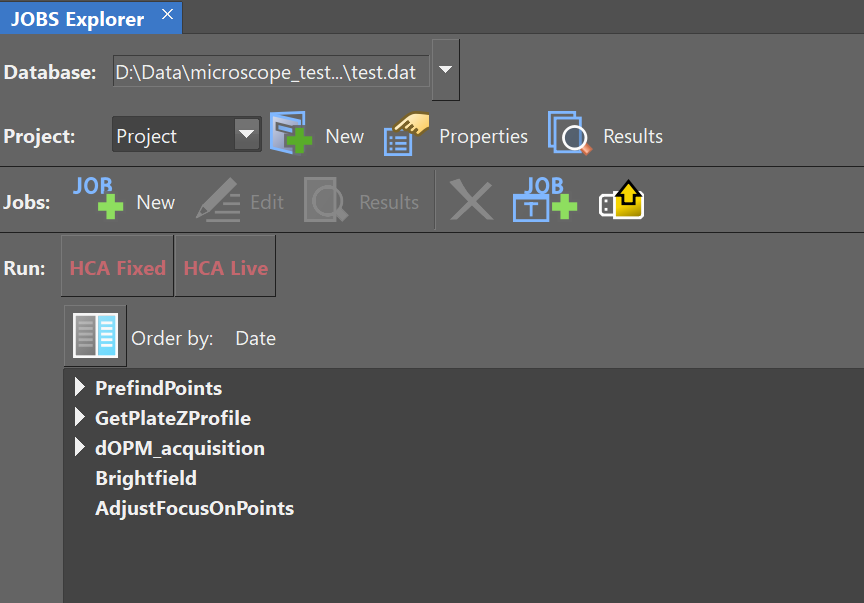 JOBS Explorer
Database: D:\Data\microscope_test...\test.dat
Project: Project New Properties Results
Jobs: JOB New Edit Results JOB T
Run: HCA Fixed HCA Live
Order by: Date
PrefindPoints
GetPlateZProfile
dOPM_acquisition
Brightfield
AdjustFocusOnPoints